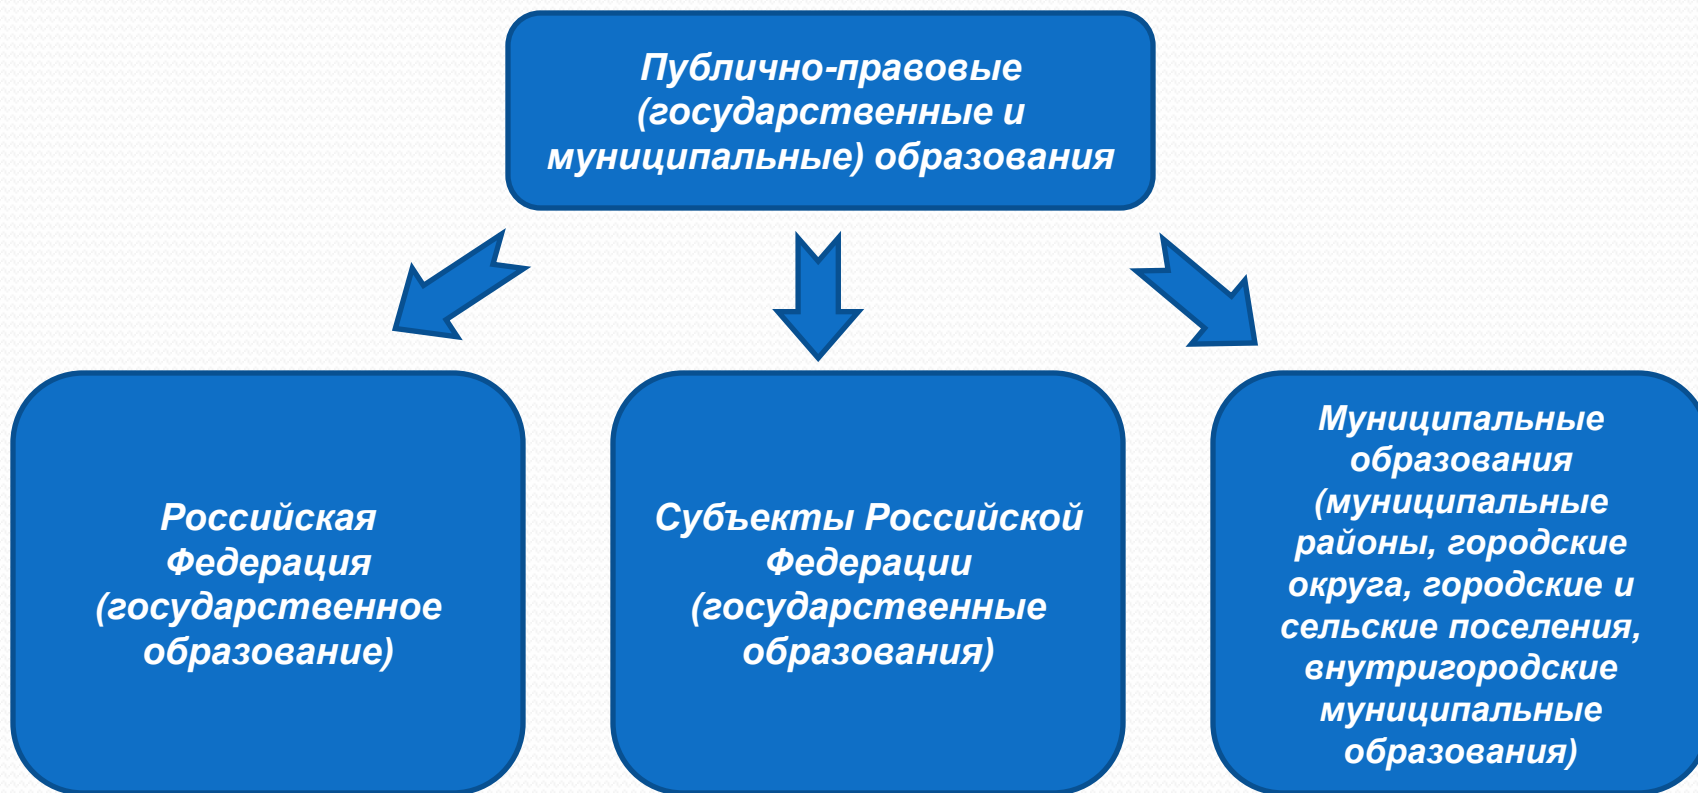 Публично-правовые
(государственные и
муниципальные) образования
Российская
Федерация
(государственное
образование)
Субъекты Российской
Федерации
(государственные
образования)
Муниципальные
образования
(муниципальные
районы, городские
округа, городские и
сельские поселения,
внутригородские
муниципальные
образования)